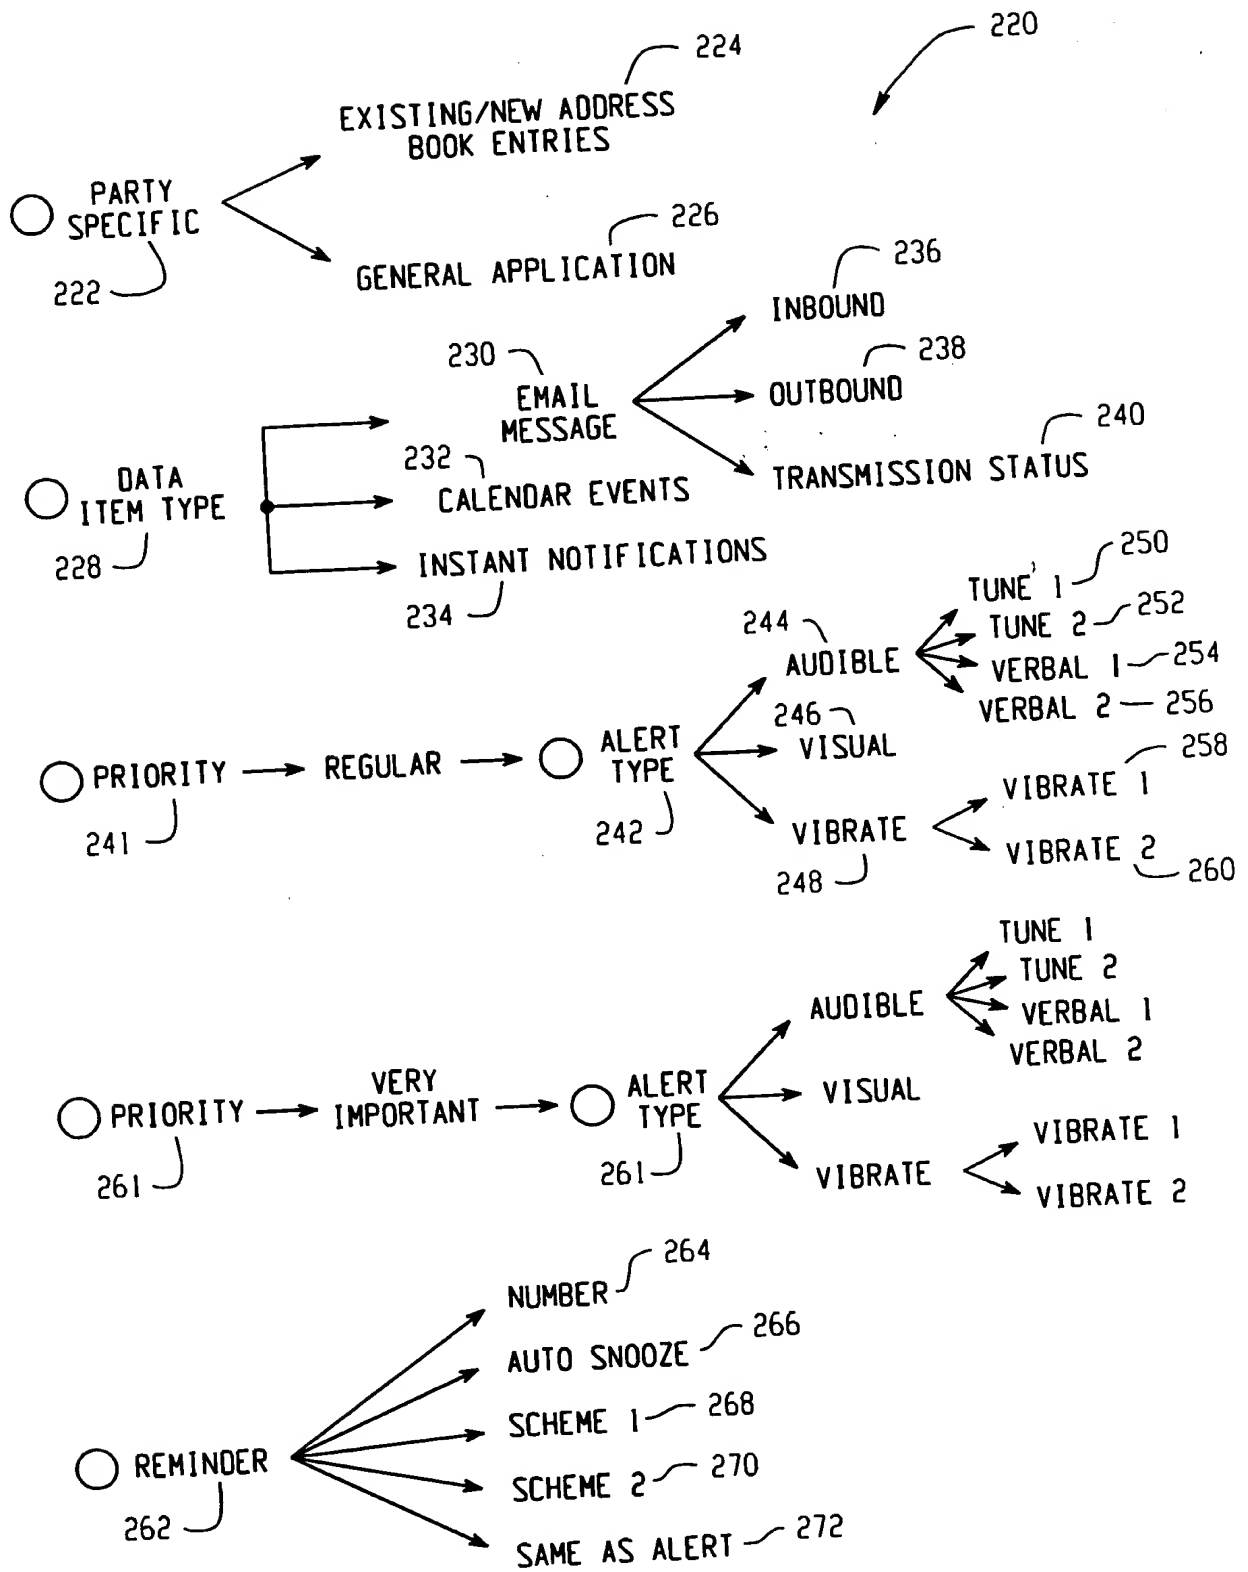 220
224
EXISTING/NEW ADDRESS
BOOK ENTRIES
PARTY
SPECIFIC
222
226
GENERAL APPLICATION
236
INBOUND
230
EMAIL
MESSAGE
238
OUTBOUND
240
TRANSMISSION STATUS
DATA
ITEM TYPE
228
232
CALENDAR EVENTS
INSTANT NOTIFICATIONS
234
PRIORITY
241
REGULAR
ALERT
TYPE
242
244
AUDIBLE
TUNE 1 250
TUNE 2 252
VERBAL 1 254
VERBAL 2 256
246
VISUAL
VIBRATE
248
258
VIBRATE 1
VIBRATE 2
260
PRIORITY
261
VERY
IMPORTANT
ALERT
TYPE
261
AUDIBLE
TUNE 1
TUNE 2
VERBAL 1
VERBAL 2
VISUAL
VIBRATE
VIBRATE 1
VIBRATE 2
REMINDER
262
NUMBER 264
AUTO SNOOZE 266
SCHEME 1 268
SCHEME 2 270
SAME AS ALERT 272